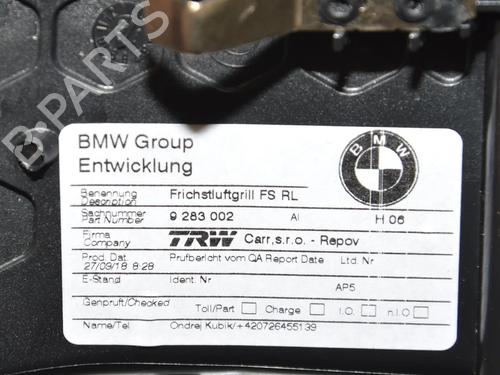 B-PARTS
BMW Group
BMW
Entwicklung
Benennung Frichstluftgrill FS RL
Description
Sachnummer 9 283 002 AI H 06
Part Number
Firma TRW Carr,s.r.o. - Repov
Company
Prod. Dat Prufbericht vom QA Report Date Ltd. Nr
27/09/18 8:28
E-Stand Ident. Nr AP5
Genpruft/Checked Toll/Part Charge I.O. n.I.O
Name/Tel Ondrej Kubik/+420726455139